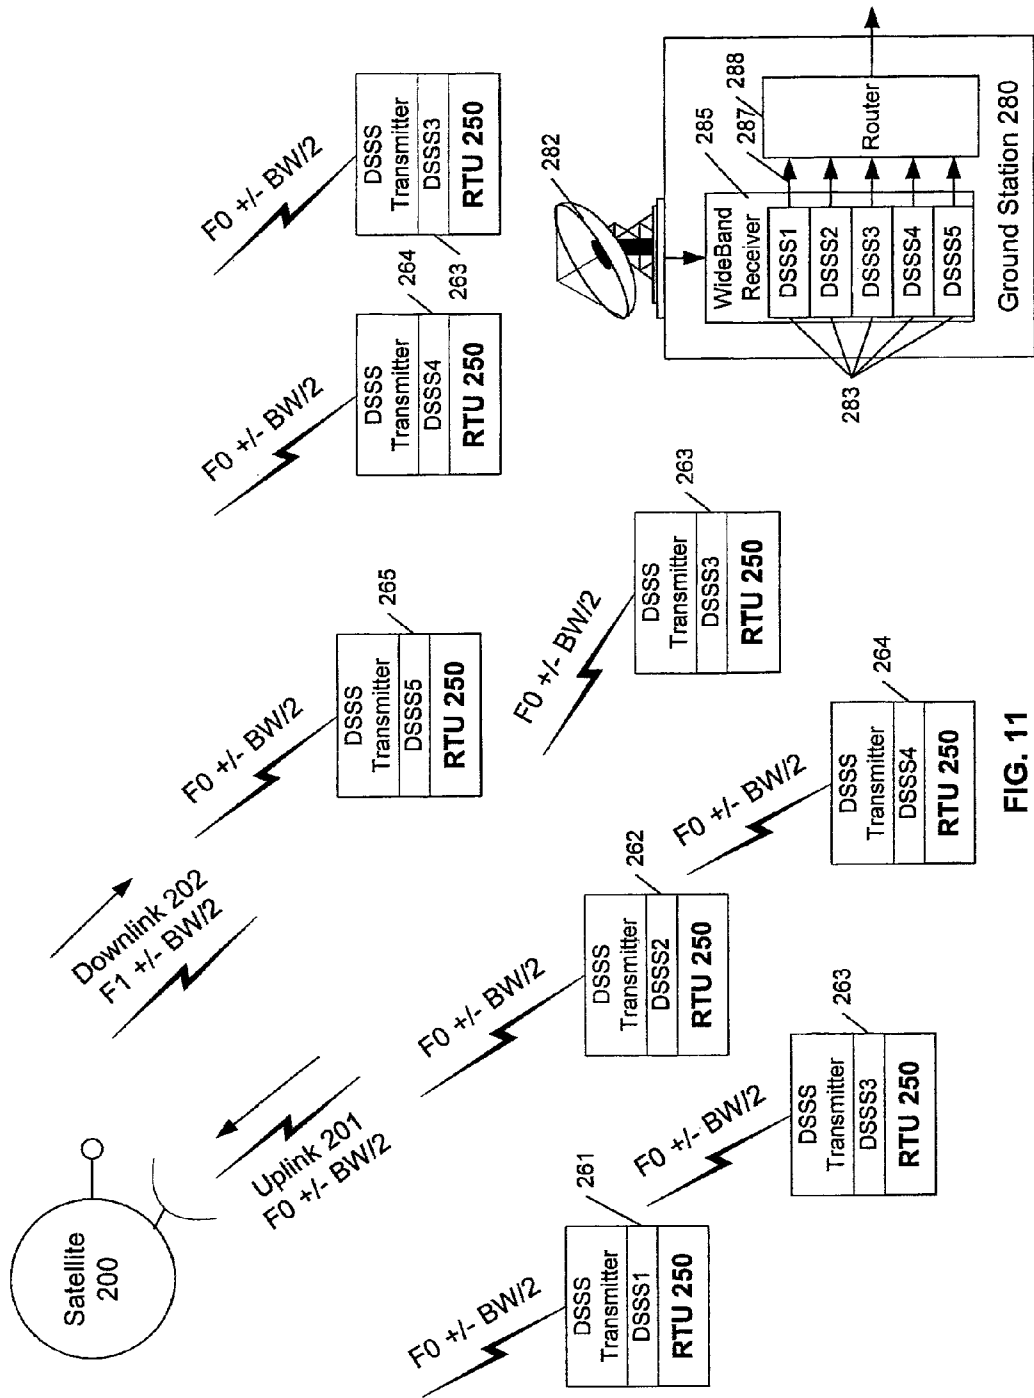 Satellite
200
Uplink 201
F0 +/- BW/2
Downlink 202
F1 +/- BW/2
F0 +/- BW/2
261
DSSS
Transmitter
DSSS1
RTU 250
F0 +/- BW/2
263
DSSS
Transmitter
DSSS3
RTU 250
F0 +/- BW/2
262
DSSS
Transmitter
DSSS2
RTU 250
F0 +/- BW/2
264
DSSS
Transmitter
DSSS4
RTU 250
F0 +/- BW/2
265
DSSS
Transmitter
DSSS5
RTU 250
F0 +/- BW/2
263
DSSS
Transmitter
DSSS3
RTU 250
F0 +/- BW/2
264
DSSS
Transmitter
DSSS4
RTU 250
F0 +/- BW/2
263
DSSS
Transmitter
DSSS3
RTU 250
282
285
287
288
WideBand
Receiver
DSSS1
DSSS2
DSSS3
DSSS4
DSSS5
283
Router
Ground Station 280
FIG. 11